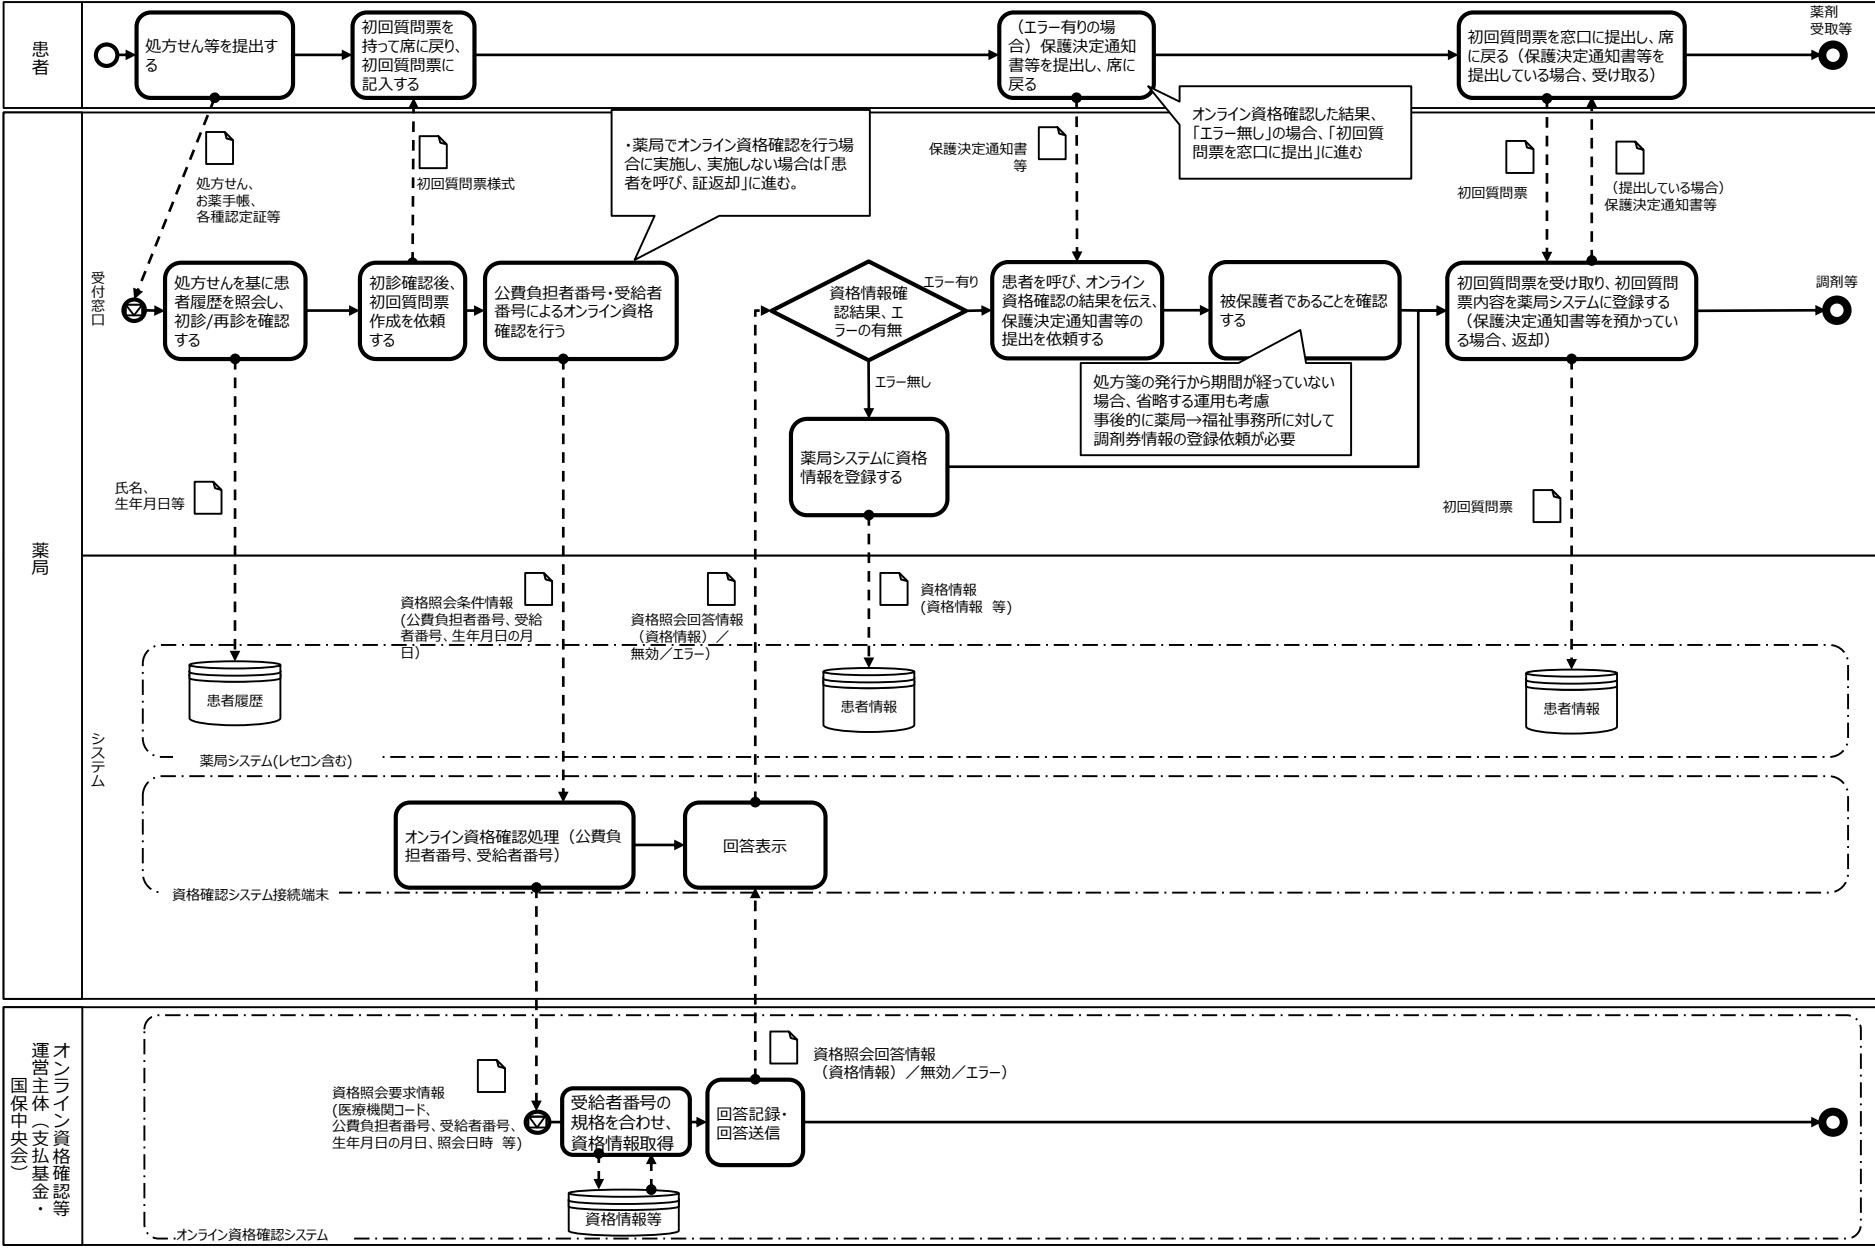 患者
処方せん等を提出す
る
初回質問票を
持って席に戻り、
初回質問票に
記入する
（エラー有りの場
合）保護決定通知
書等を提出し、席に
戻る
初回質問票を窓口に提出し、席
に戻る（保護決定通知書等を
提出している場合、受け取る）
薬剤
受取等
オンライン資格確認した結果、
「エラー無し」の場合、「初回質
問票を窓口に提出」に進む
・薬局でオンライン資格確認を行う場
合に実施し、実施しない場合は「患
者を呼び、証返却」に進む。
処方せん、
お薬手帳、
各種認定証等
初回質問票様式
保護決定通知書
等
初回質問票
（提出している場合）
保護決定通知書等
薬局
受付窓口
処方せんを基に患
者履歴を照会し、
初診/再診を確認
する
初診確認後、
初回質問票
作成を依頼
する
公費負担者番号・受給者
番号によるオンライン資格
確認を行う
資格情報確
認結果、エ
ラーの有無
エラー有り
エラー無し
患者を呼び、オンライン
資格確認の結果を伝え、
保護決定通知書等の
提出を依頼する
被保護者であることを確認
する
初回質問票を受け取り、初回質問
票内容を薬局システムに登録する
（保護決定通知書等を預かってい
る場合、返却）
調剤等
処方箋の発行から期間が経っていない
場合、省略する運用も考慮
事後的に薬局→福祉事務所に対して
調剤券情報の登録依頼が必要
薬局システムに資格
情報を登録する
氏名、
生年月日等
初回質問票
システム
資格照会条件情報
(公費負担者番号、受給
者番号、生年月日の月
日）
資格照会回答情報
（資格情報）／
無効／エラー）
資格情報
(資格情報 等)
患者履歴
患者情報
患者情報
薬局システム(レセコン含む)
オンライン資格確認処理（公費負
担者番号、受給者番号）
回答表示
資格確認システム接続端末
オンライン資格確認等
運営主体（支払基金・
国保中央会）
資格照会要求情報
(医療機関コード、
公費負担者番号、受給者番号、
生年月日の月日、照会日時 等)
受給者番号の
規格を合わせ、
資格情報取得
回答記録・
回答送信
資格照会回答情報
（資格情報）／無効／エラー）
資格情報等
オンライン資格確認システム